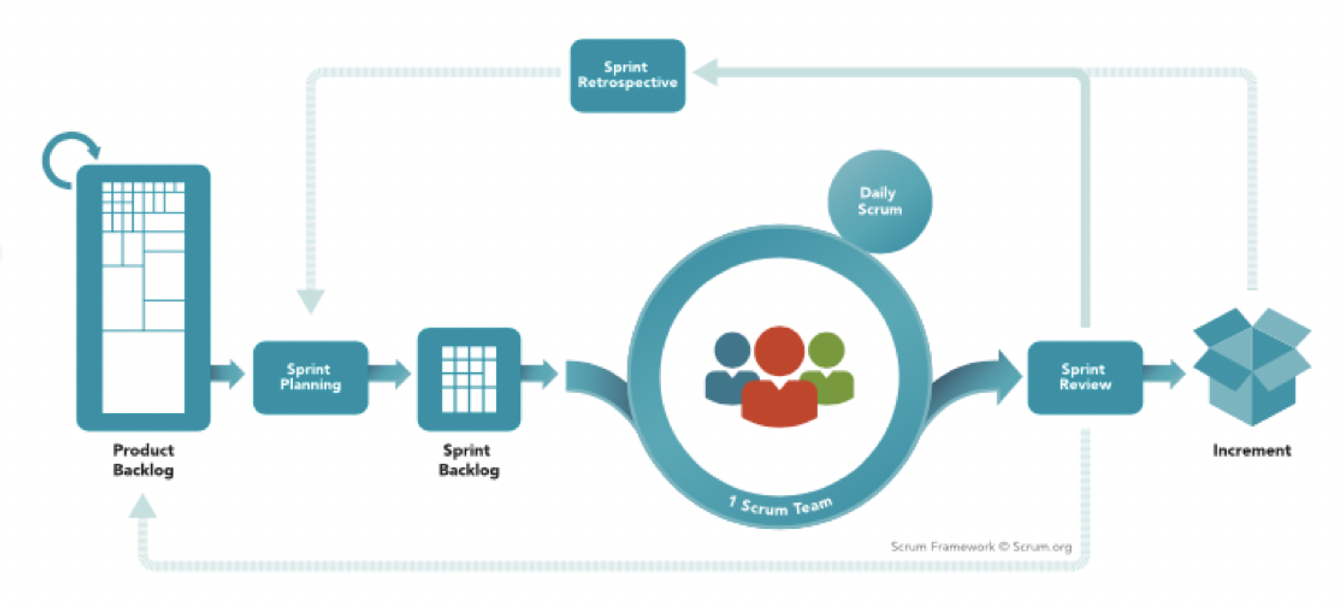 Sprint
Retrospective
Daily
Scrum
Sprint
Planning
Sprint
Review
Product
Backlog
Sprint
Backlog
1 Scrum Team
Increment
Scrum Framework © Scrum.org